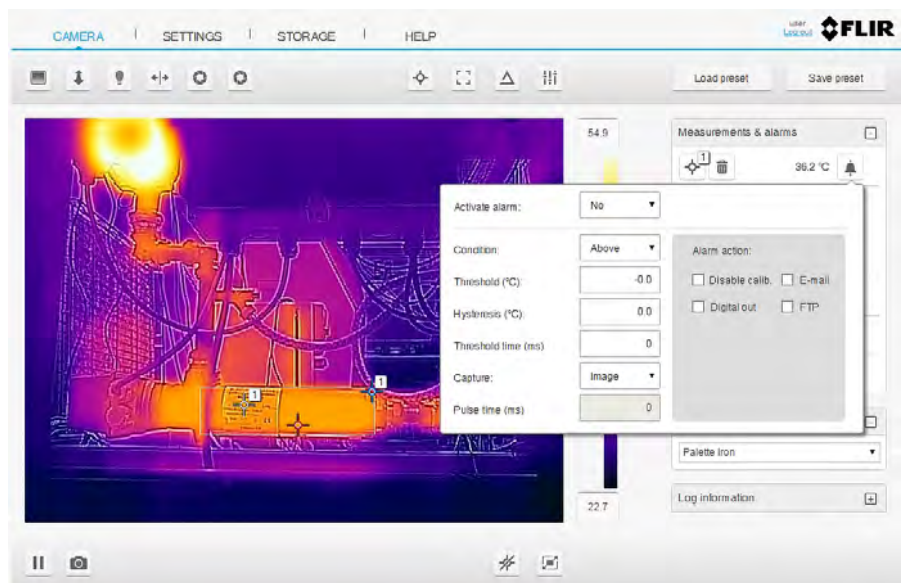 CAMERA SETTINGS STORAGE HELP
user
Log out
FLIR
Load preset Save preset
54.9
Measurements & alarms
1
36.2 °C
Activate alarm: No
Condition: Above
Threshold (°C): -0.0
Hysteresis (°C): 0.0
Threshold time (ms) 0
Capture: Image
Pulse time (ms) 0
Alarm action:
Disable calib. E-mail
Digital out FTP
1
1
Palette Iron
22.7
Log information